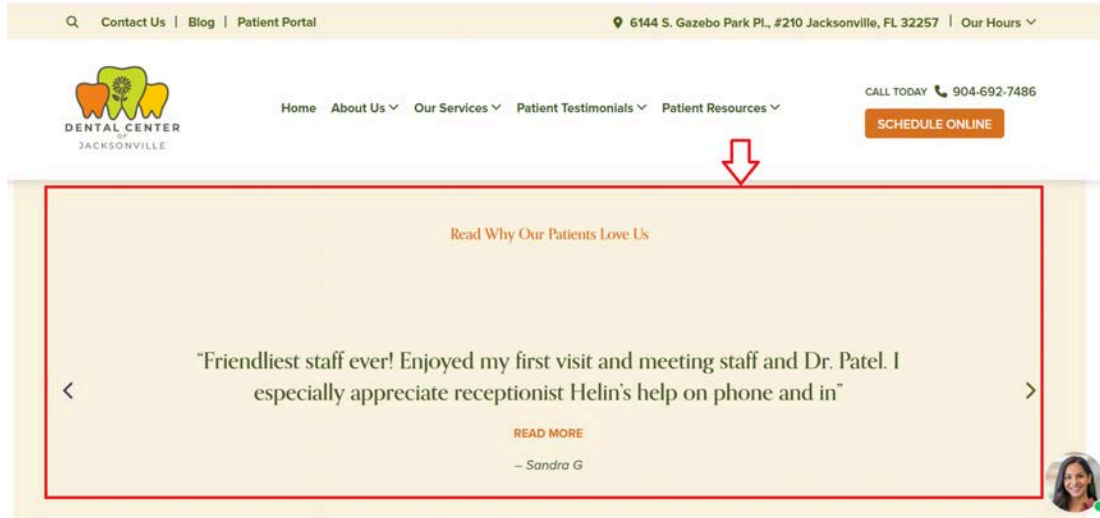 Contact Us | Blog | Patient Portal
6144 S. Gazebo Park Pl., #210 Jacksonville, FL 32257 | Our Hours
DENTAL CENTER
OF
JACKSONVILLE
Home About Us Our Services Patient Testimonials Patient Resources
CALL TODAY 904-692-7486
SCHEDULE ONLINE
Read Why Our Patients Love Us
“Friendliest staff ever! Enjoyed my first visit and meeting staff and Dr. Patel. I
especially appreciate receptionist Helin’s help on phone and in”
READ MORE
– Sandra G